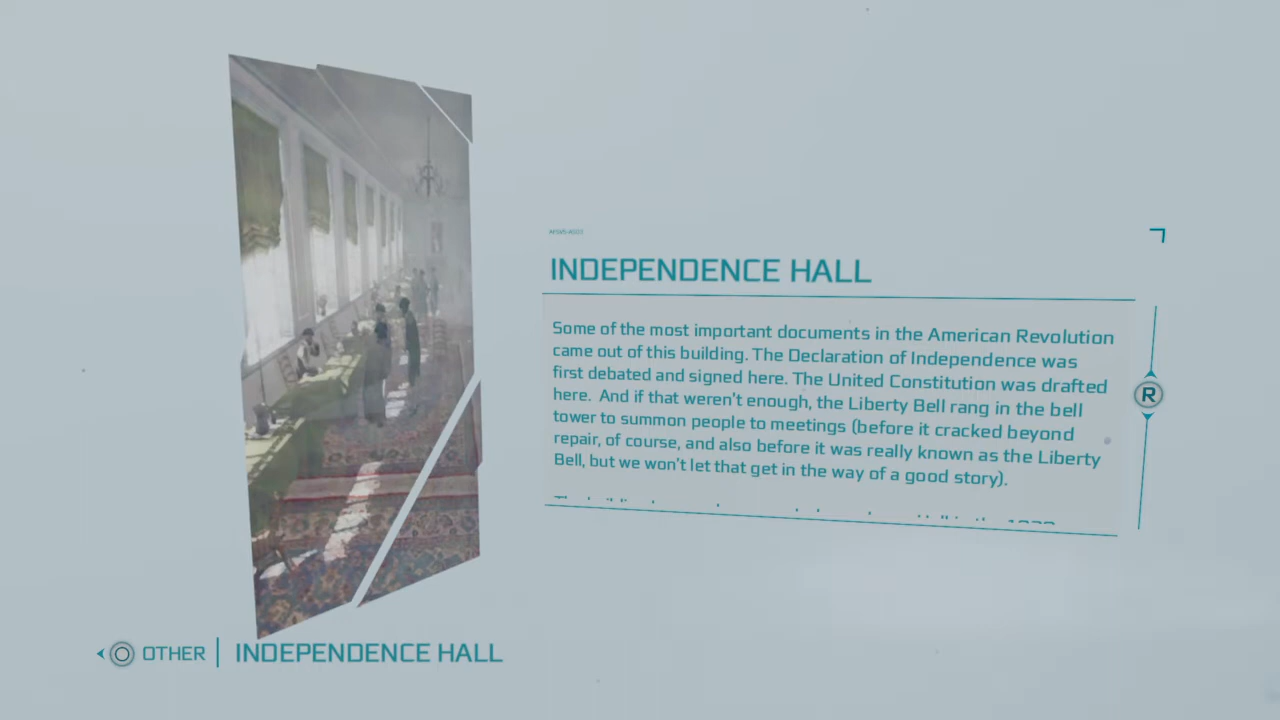 INDEPENDENCE HALL
Some of the most important documents in the American Revolution
came out of this building. The Declaration of Independence was
first debated and signed here. The United Constitution was drafted
here.  And if that weren't enough, the Liberty Bell rang in the bell
tower to summon people to meetings (before it cracked beyond
repair, of course, and also before it was really known as the Liberty
Bell, but we won't let that get in the way of a good story).
R
OTHER | INDEPENDENCE HALL